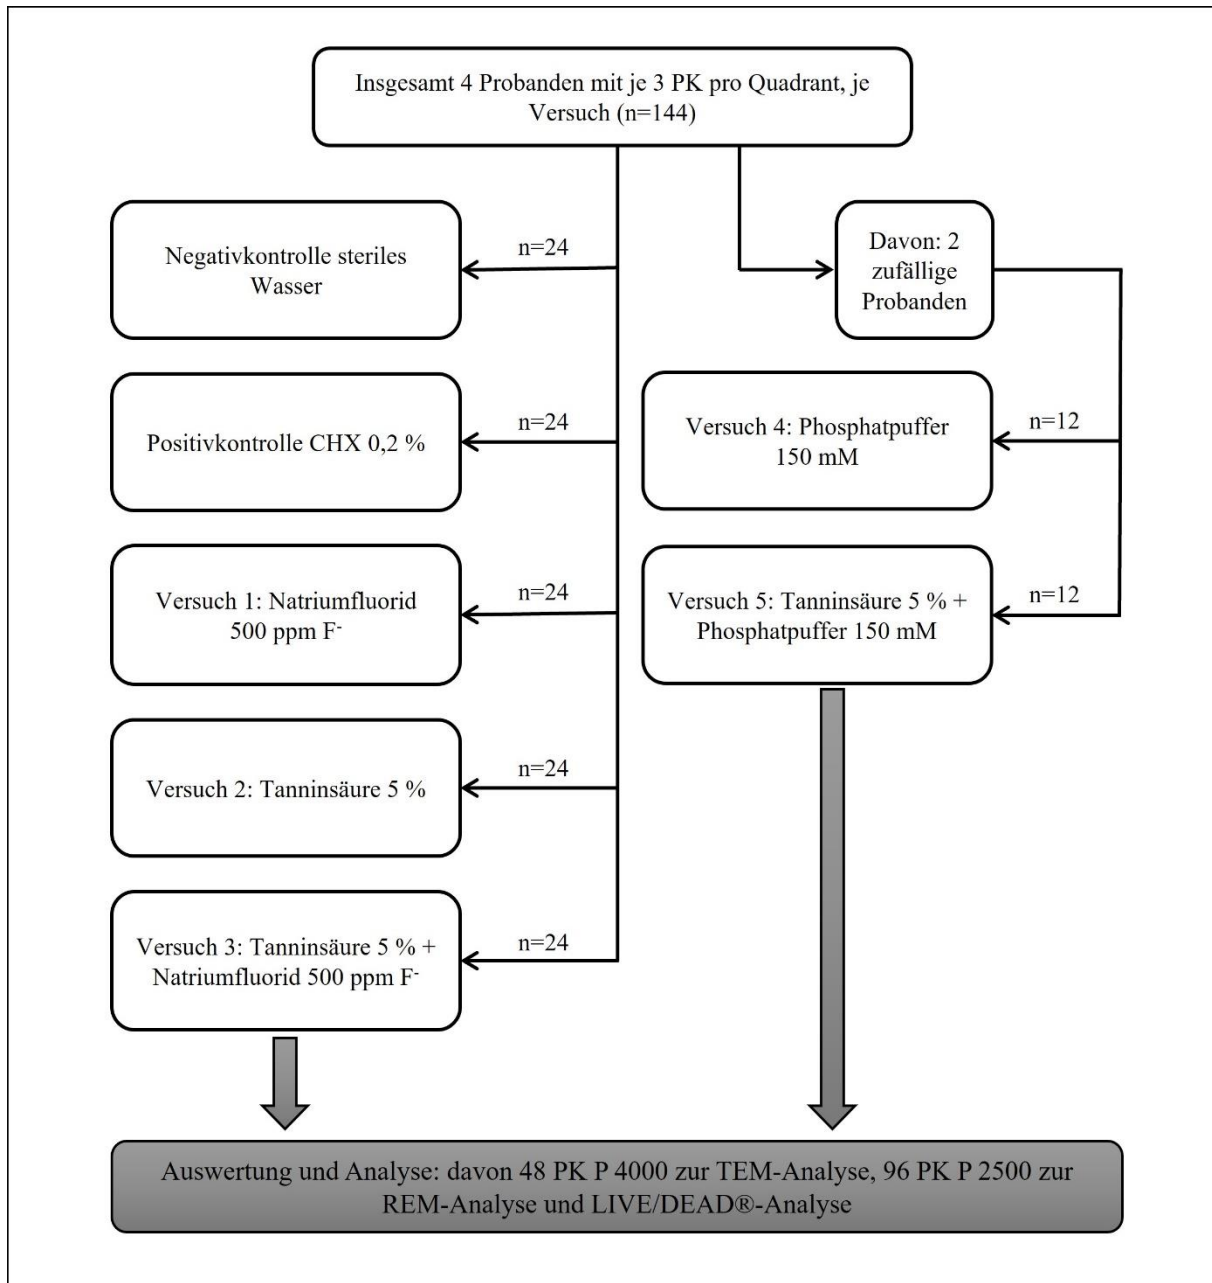 Insgesamt 4 Probanden mit je 3 PK pro Quadrant, je
Versuch (n=144)
Negativkontrolle steriles
Wasser
n=24
Positivkontrolle CHX 0,2 %
n=24
Versuch 1: Natriumfluorid
500 ppm F⁻
n=24
Versuch 2: Tanninsäure 5 %
n=24
Versuch 3: Tanninsäure 5 % +
Natriumfluorid 500 ppm F⁻
n=24
Davon: 2
zufällige
Probanden
Versuch 4: Phosphatpuffer
150 mM
n=12
Versuch 5: Tanninsäure 5 % +
Phosphatpuffer 150 mM
n=12
Auswertung und Analyse: davon 48 PK P 4000 zur TEM-Analyse, 96 PK P 2500 zur
REM-Analyse und LIVE/DEAD®-Analyse